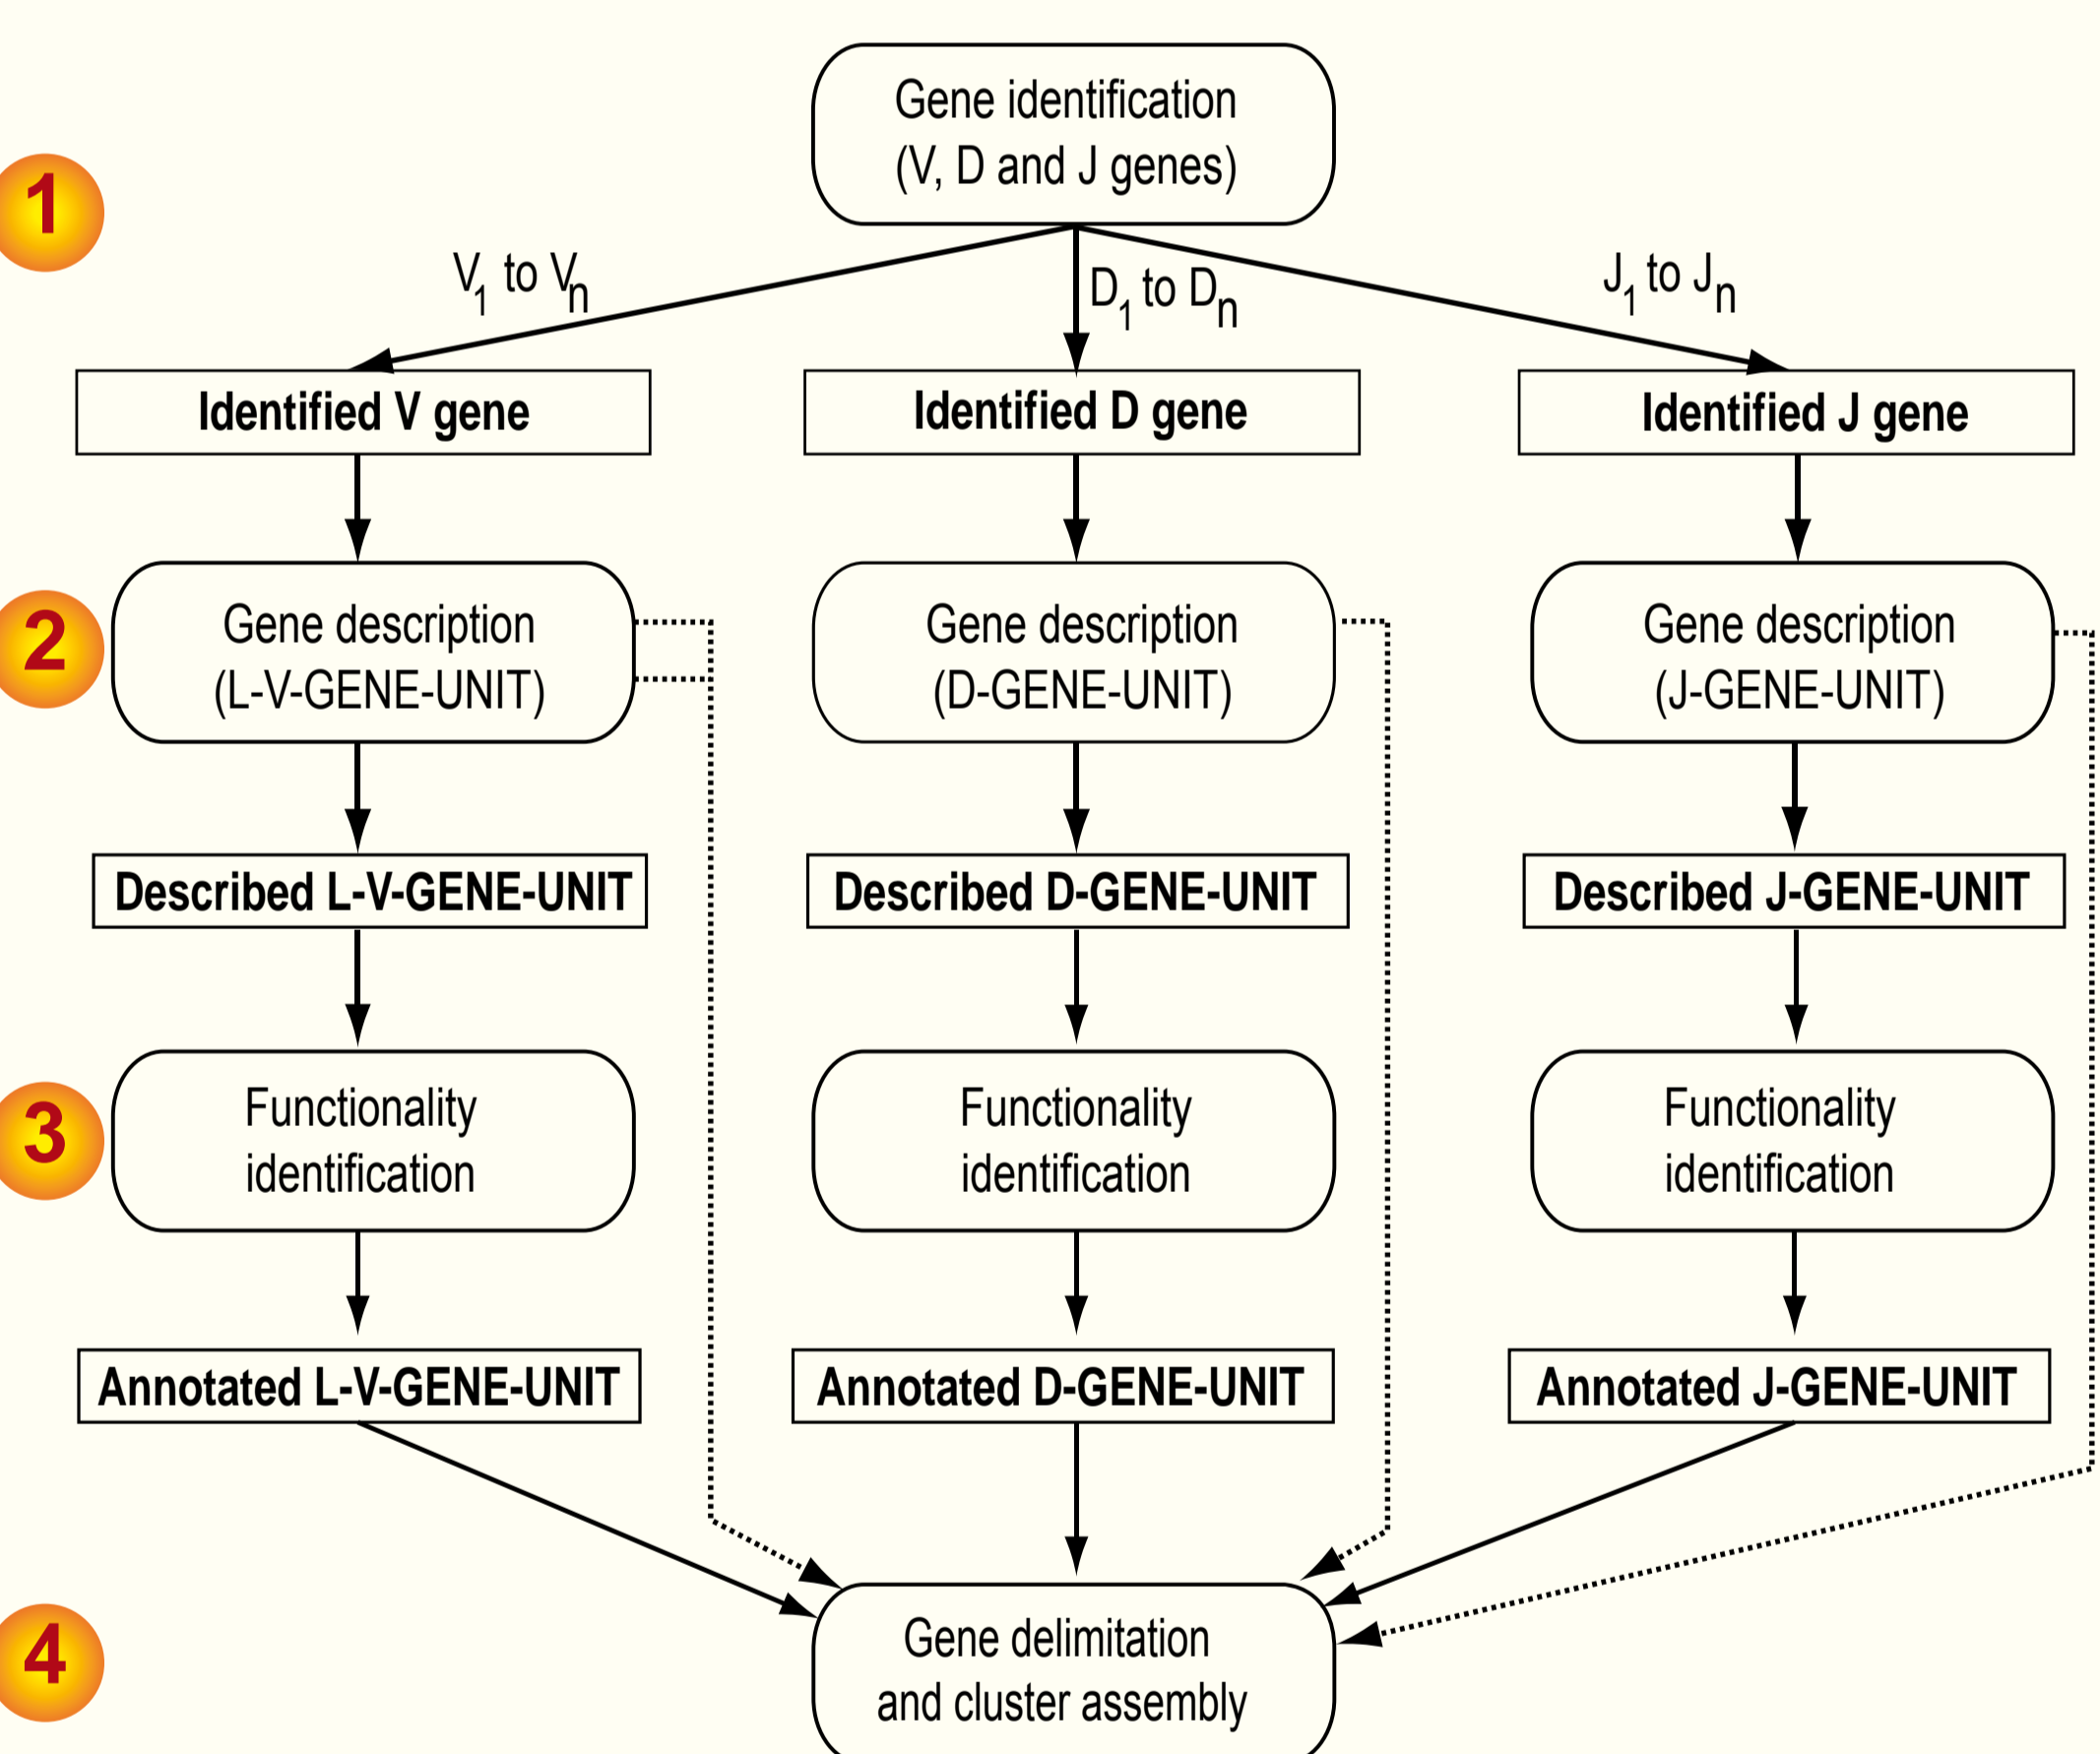 Gene identification
(V, D and J genes)
1
V1 to Vn
D1 to Dn
J1 to Jn
Identified V gene
Identified D gene
Identified J gene
2
Gene description
(L-V-GENE-UNIT)
Gene description
(D-GENE-UNIT)
Gene description
(J-GENE-UNIT)
Described L-V-GENE-UNIT
Described D-GENE-UNIT
Described J-GENE-UNIT
3
Functionality
identification
Functionality
identification
Functionality
identification
Annotated L-V-GENE-UNIT
Annotated D-GENE-UNIT
Annotated J-GENE-UNIT
4
Gene delimitation
and cluster assembly